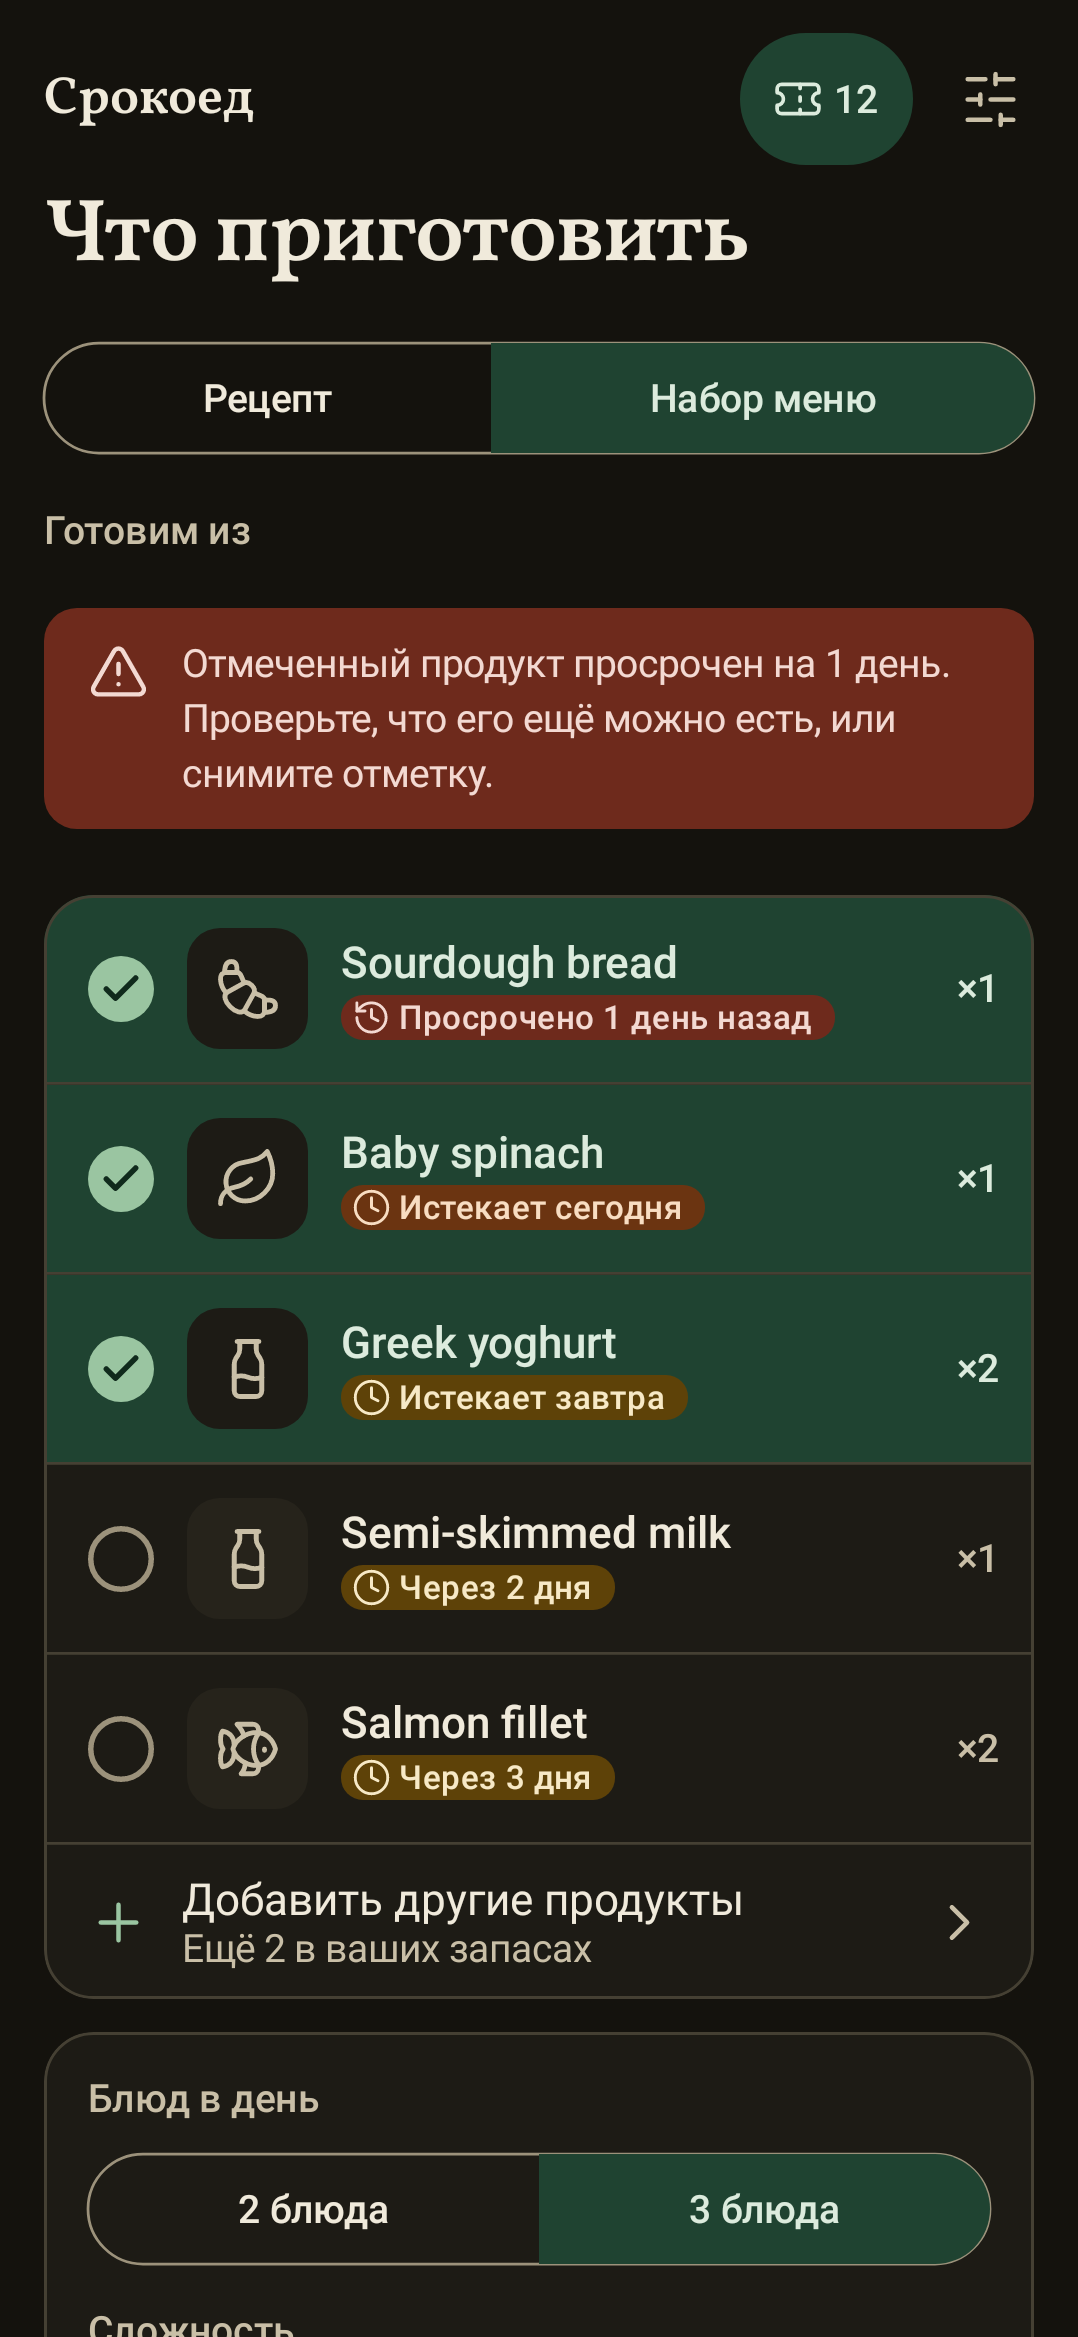 Срокоед
12
Что приготовить
Рецепт
Набор меню
Готовим из
Отмеченный продукт просрочен на 1 день.
Проверьте, что его ещё можно есть, или
снимите отметку.
Sourdough bread
×1
Просрочено 1 день назад
Baby spinach
×1
Истекает сегодня
Greek yoghurt
×2
Истекает завтра
Semi-skimmed milk
×1
Через 2 дня
Salmon fillet
×2
Через 3 дня
Добавить другие продукты
Ещё 2 в ваших запасах
Блюд в день
2 блюда
3 блюда
Сложность